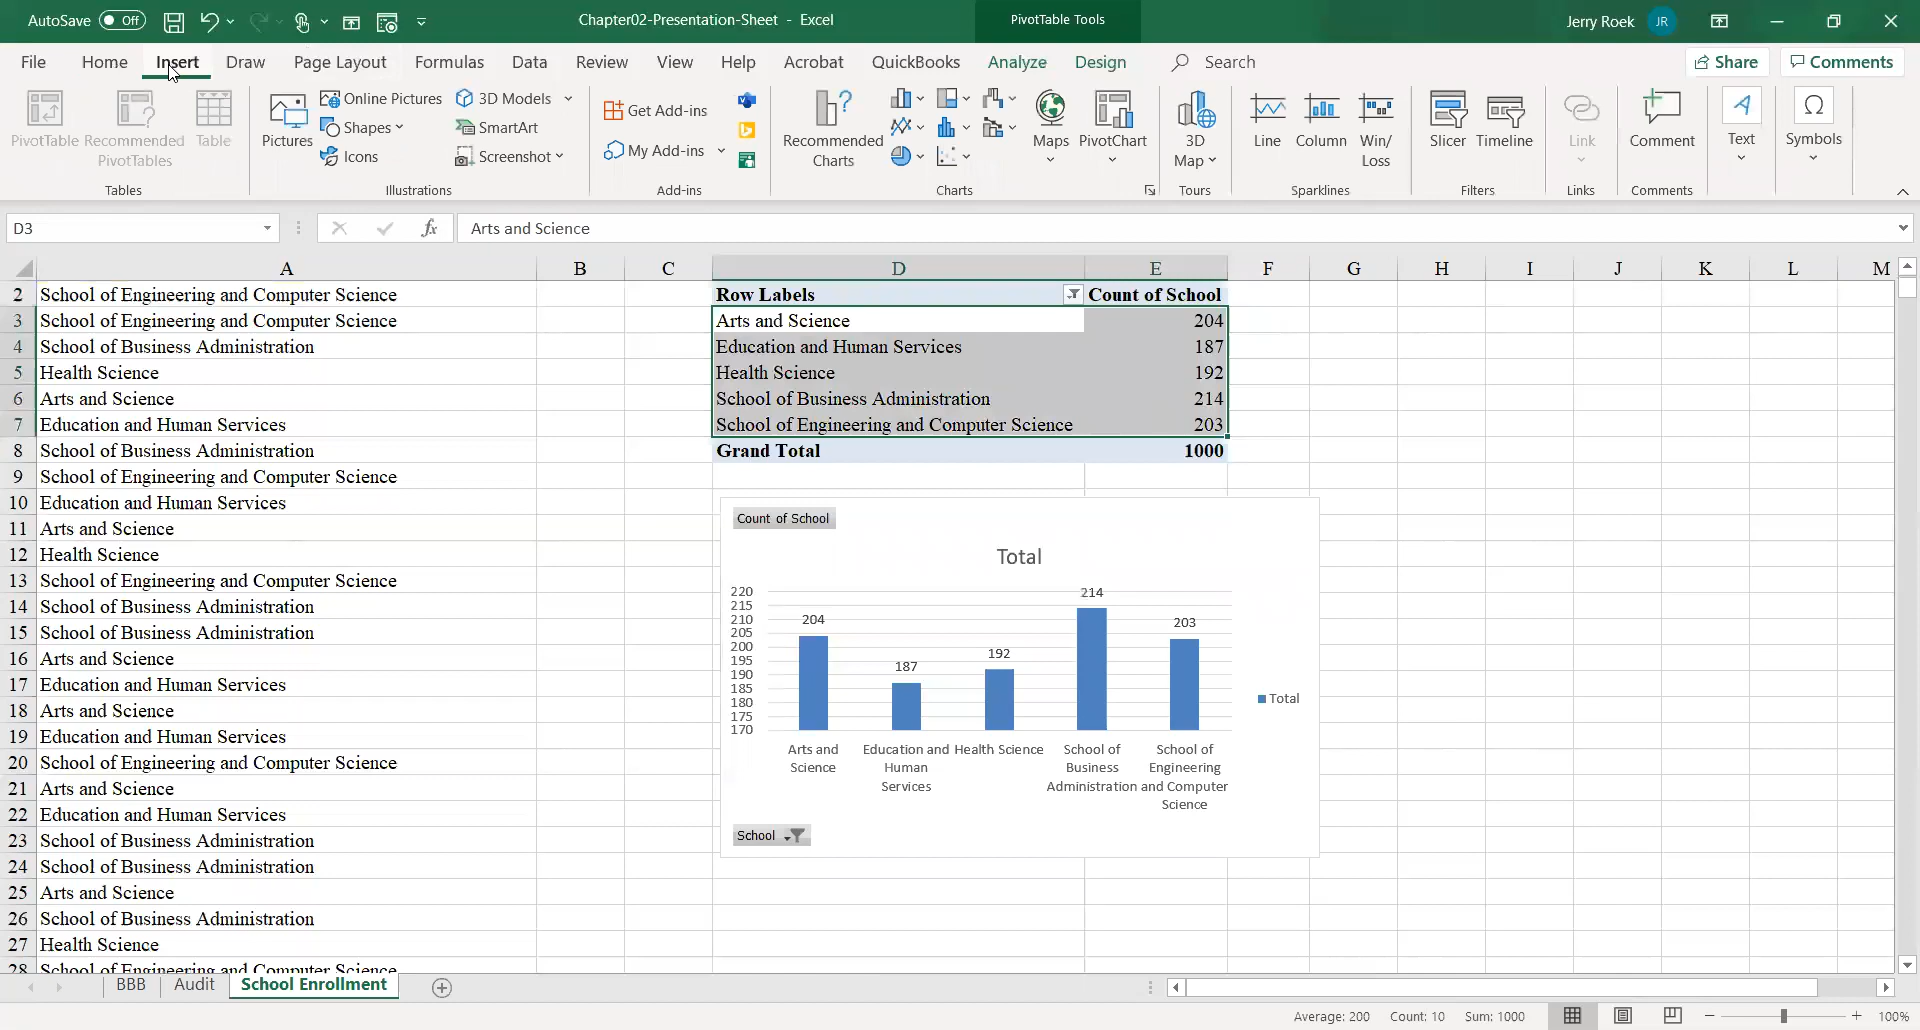 AutoSave Off
Chapter02-Presentation-Sheet - Excel
PivotTable Tools
Jerry Roek JR
File Home Insert Draw Page Layout Formulas Data Review View Help Acrobat QuickBooks Analyze Design Search Share Comments
PivotTable
Recommended
PivotTables
Table
Tables
Pictures
Online Pictures
Shapes
Icons
3D Models
SmartArt
Screenshot
Illustrations
Get Add-ins
My Add-ins
Add-ins
Recommended
Charts
Maps
PivotChart
Charts
3D
Map
Tours
Line
Column
Win/
Loss
Sparklines
Slicer
Timeline
Filters
Link
Links
Comment
Comments
A
Text
Ω
Symbols
D3
fx
Arts and Science
A B C D E F G H I J K L M
2 School of Engineering and Computer Science Row Labels Count of School
3 School of Engineering and Computer Science Arts and Science 204
4 School of Business Administration Education and Human Services 187
5 Health Science Health Science 192
6 Arts and Science School of Business Administration 214
7 Education and Human Services School of Engineering and Computer Science 203
8 School of Business Administration Grand Total 1000
9 School of Engineering and Computer Science
10 Education and Human Services
11 Arts and Science
12 Health Science
13 School of Engineering and Computer Science
14 School of Business Administration
15 School of Business Administration
16 Arts and Science
17 Education and Human Services
18 Arts and Science
19 Education and Human Services
20 School of Engineering and Computer Science
21 Arts and Science
22 Education and Human Services
23 School of Business Administration
24 School of Business Administration
25 Arts and Science
26 School of Business Administration
27 Health Science
28 School of Engineering and Computer Science
Count of School
Total
220
215
210
205
200
195
190
185
180
175
170
204
187
192
214
203
Arts and
Science
Education and
Human
Services
Health Science
School of
Business
Administration
School of
Engineering
and Computer
Science
Total
School
BBB Audit School Enrollment
Average: 200 Count: 10 Sum: 1000 100%